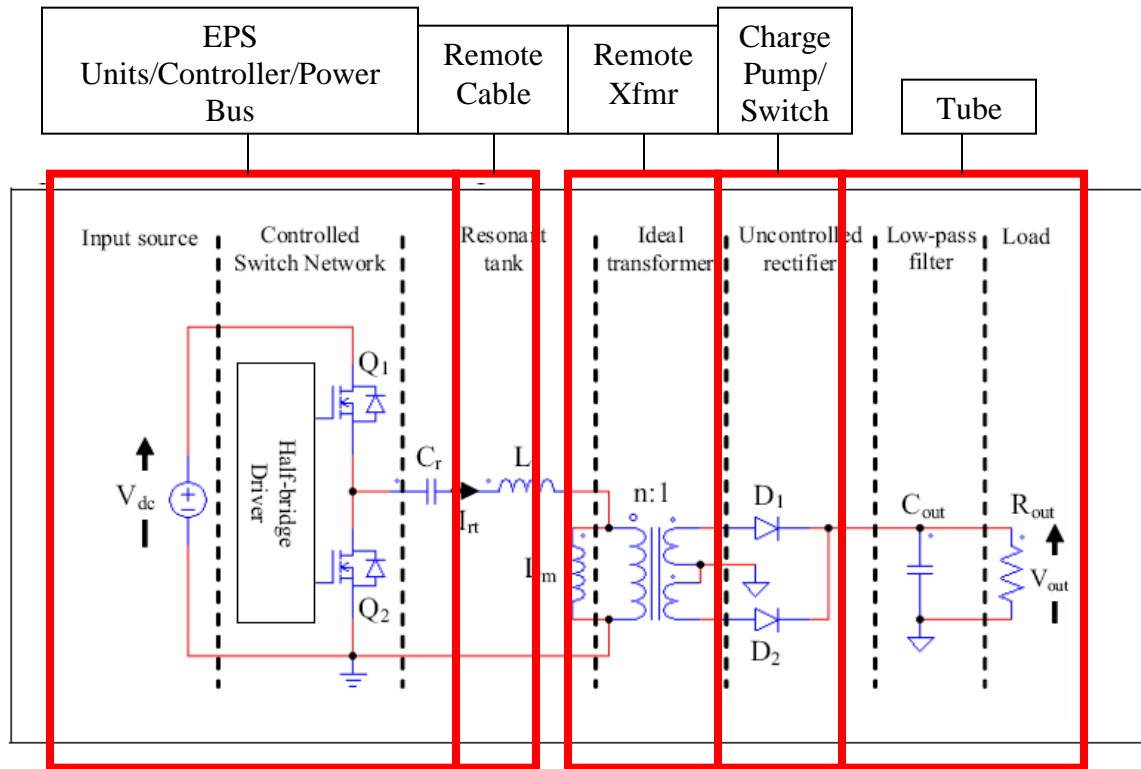 EPS
Units/Controller/Power
Bus
Remote
Cable
Remote
Xfmr
Charge
Pump/
Switch
Tube
Input source
Controlled
Switch Network
Resonant
tank
Ideal
transformer
Uncontrolled
rectifier
Low-pass
filter
Load
Q1
Half-bridge
Driver
Vdc
Cr
L
Irt
n:1
D1
Cout
Rout
Lm
Vout
Q2
D2